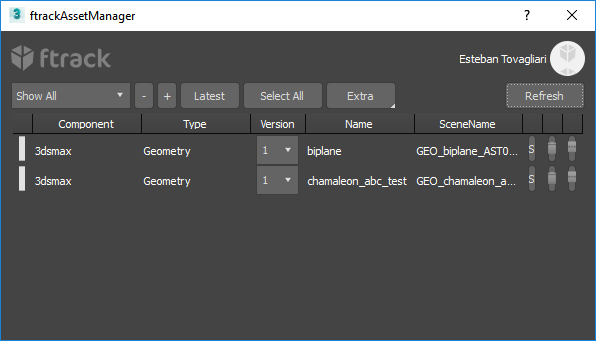 3 ftrackAssetManager ? ×
ftrack Esteban Tovagliari
Show All - + Latest Select All Extra Refresh
Component Type Version Name SceneName
3dsmax Geometry 1 biplane GEO_biplane_AST0... S
3dsmax Geometry 1 chamaleon_abc_test GEO_chamaleon_a... S